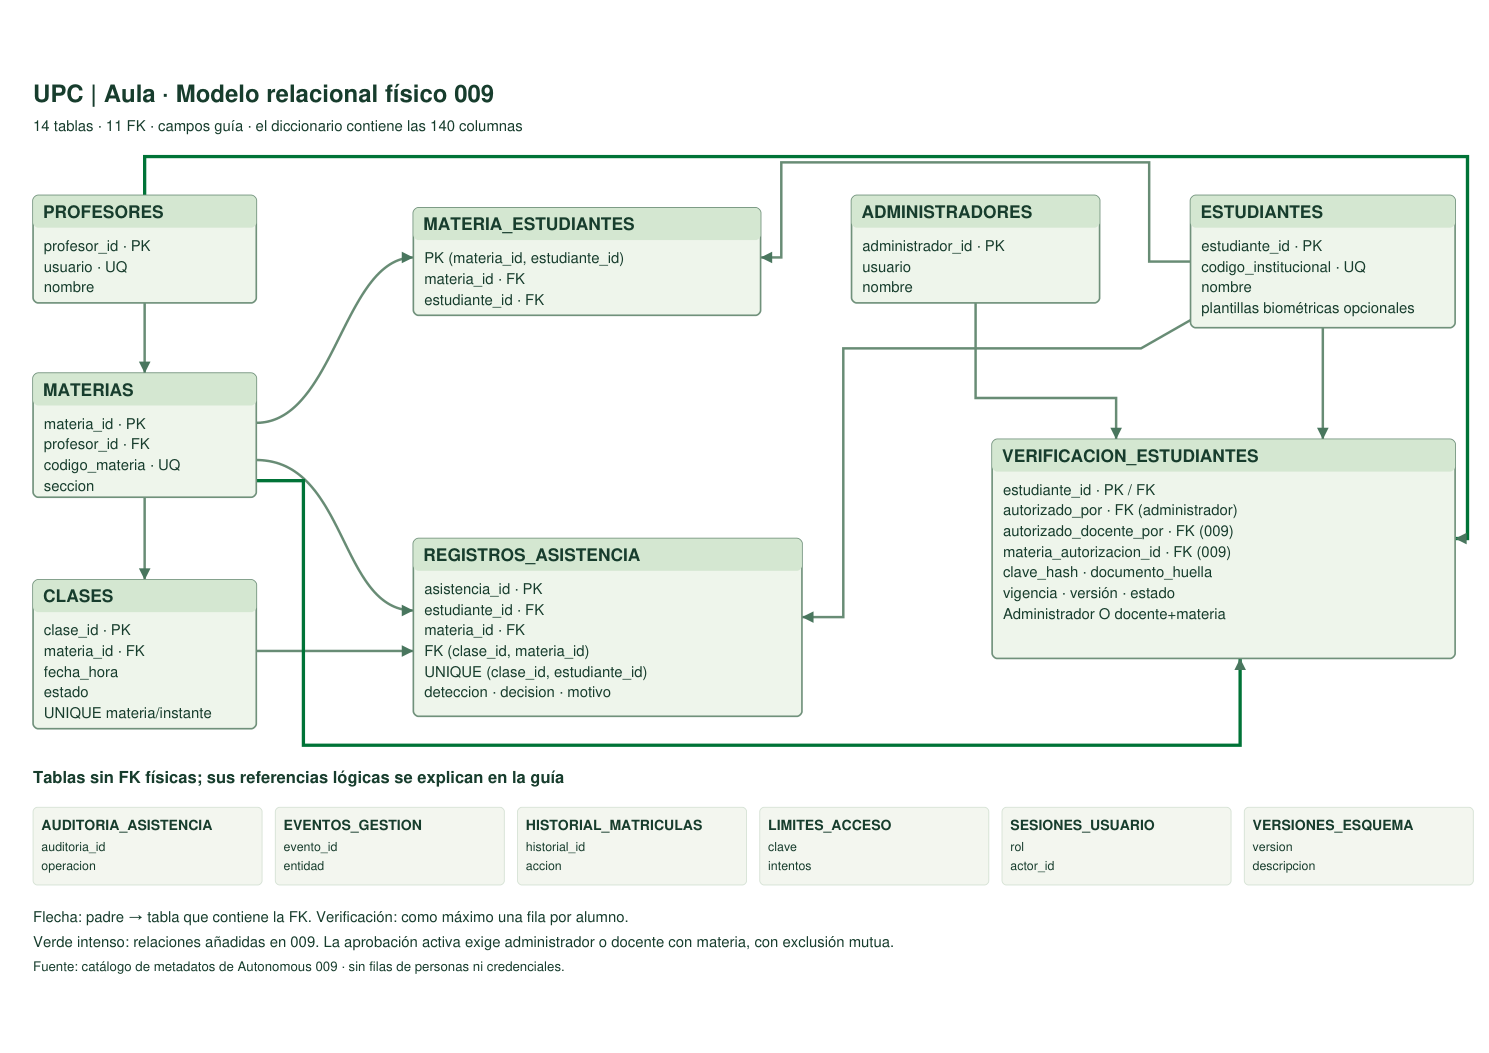 UPC | Aula · Modelo relacional físico 009
14 tablas · 11 FK · campos guía · el diccionario contiene las 140 columnas
PROFESORES
profesor_id · PK
usuario · UQ
nombre
MATERIA_ESTUDIANTES
PK (materia_id, estudiante_id)
materia_id · FK
estudiante_id · FK
ADMINISTRADORES
administrador_id · PK
usuario
nombre
ESTUDIANTES
estudiante_id · PK
codigo_institucional · UQ
nombre
plantillas biométricas opcionales
MATERIAS
materia_id · PK
profesor_id · FK
codigo_materia · UQ
seccion
VERIFICACION_ESTUDIANTES
estudiante_id · PK / FK
autorizado_por · FK (administrador)
autorizado_docente_por · FK (009)
materia_autorizacion_id · FK (009)
clave_hash · documento_huella
vigencia · versión · estado
Administrador O docente+materia
REGISTROS_ASISTENCIA
asistencia_id · PK
estudiante_id · FK
materia_id · FK
FK (clase_id, materia_id)
UNIQUE (clase_id, estudiante_id)
deteccion · decision · motivo
CLASES
clase_id · PK
materia_id · FK
fecha_hora
estado
UNIQUE materia/instante
Tablas sin FK físicas; sus referencias lógicas se explican en la guía
AUDITORIA_ASISTENCIA
auditoria_id
operacion
EVENTOS_GESTION
evento_id
entidad
HISTORIAL_MATRICULAS
historial_id
accion
LIMITES_ACCESO
clave
intentos
SESIONES_USUARIO
rol
actor_id
VERSIONES_ESQUEMA
version
descripcion
Flecha: padre → tabla que contiene la FK. Verificación: como máximo una fila por alumno.
Verde intenso: relaciones añadidas en 009. La aprobación activa exige administrador o docente con materia, con exclusión mutua.
Fuente: catálogo de metadatos de Autonomous 009 · sin filas de personas ni credenciales.